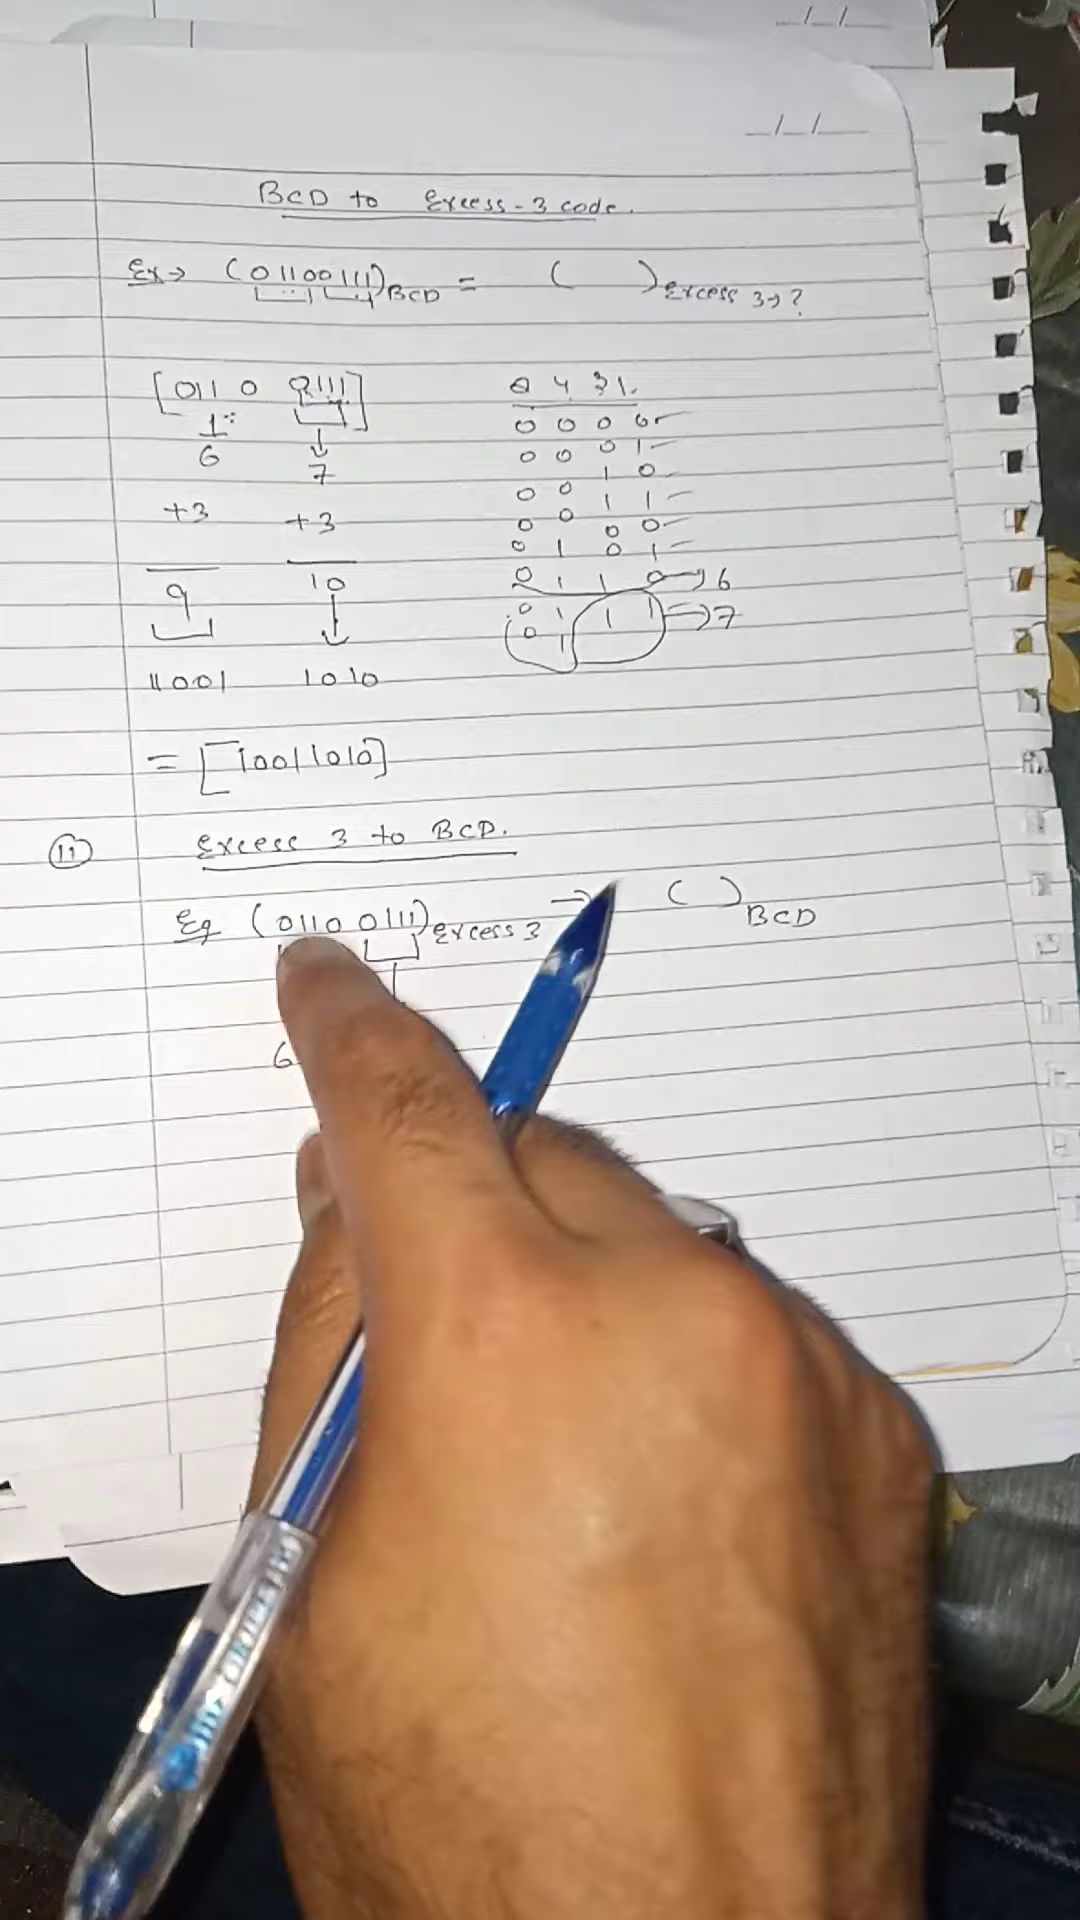 _/_/_
_/_/_
BCD to Excess-3 code.
Ex→ (01100111)BCD = ( )Excess 3→?
[0110 0111]
6 7
+3 +3
9 10
11001 1010
= [10011010]
8 4 21.
0 0 0 0
0 0 0 1
1 0
0 0 1 1
0 0 0 0
0 1 0 1
0 1 1 0→6
0 1 1 1→7
0 1
(11) Excess 3 to BCD.
Eg (0110 0111)Excess 3 → ( )BCD
6